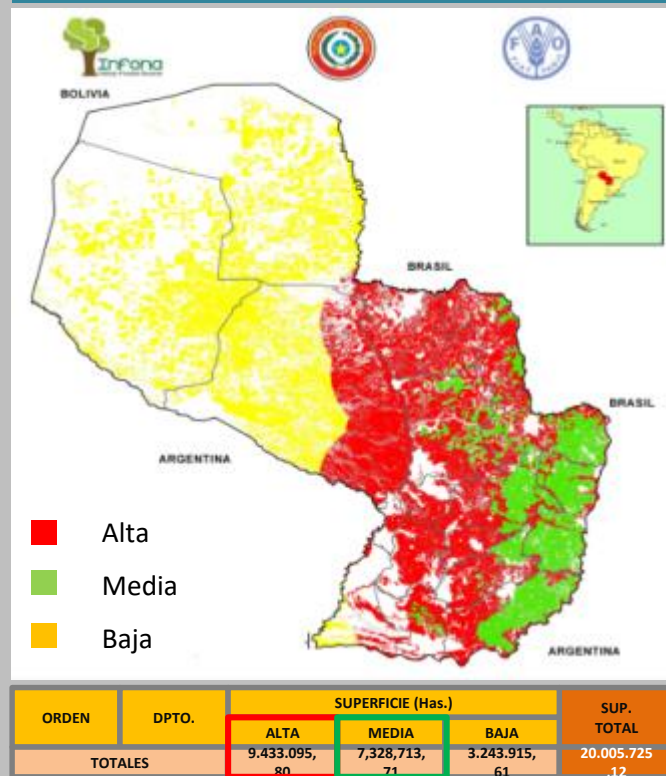 Infona
BOLIVIA
FAO
BRASIL
BRASIL
ARGENTINA
Alta
Media
Baja
ARGENTINA
ORDEN DPTO. SUPERFICIE (Has.) SUP. TOTAL
ALTA MEDIA BAJA
TOTALES 9.433.095,80 7,328,713,71 3.243.915,61 20.005.725,12